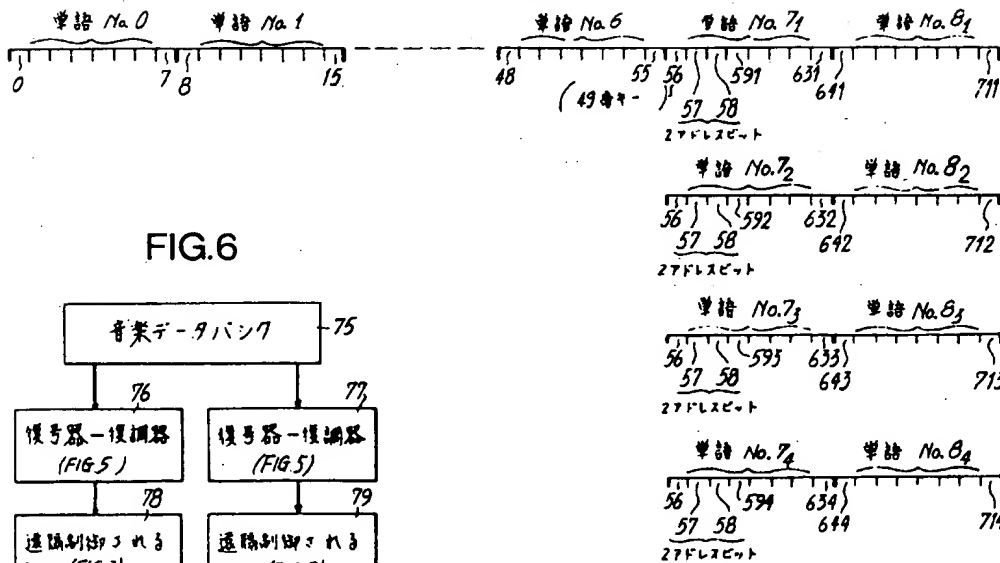 単語 No.0 単語 No.1 単語 No.6 単語 No.7₁ 単語 No.8₁
0 7 8 15 48 55 56 57 58 591 631 641 711
(49番キー)
2アドレスビット
単語 No.7₂ 単語 No.8₂
56 57 58 592 632 642 712
2アドレスビット
単語 No.7₃ 単語 No.8₃
56 57 58 593 633 643 713
2アドレスビット
単語 No.7₄ 単語 No.8₄
56 57 58 594 634 644 714
2アドレスビット
FIG.6
音楽データバンク 75
76 77
復号器-復調器 復号器-復調器
(FIG.5) (FIG.5)
78 79
遠隔制御される 遠隔制御される